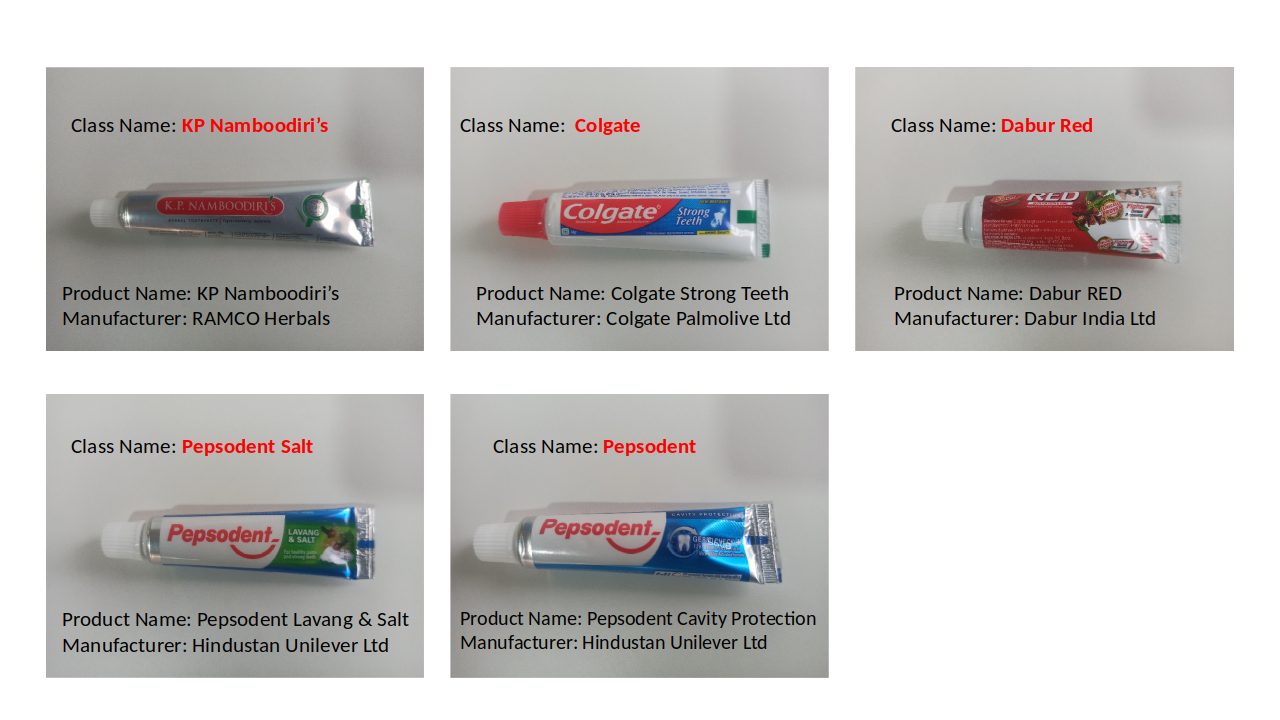 Class Name: KP Namboodiri’s
K.P. NAMBOODIRI'S
Product Name: KP Namboodiri’s
Manufacturer: RAMCO Herbals
Class Name: Colgate
Colgate
Strong
Teeth
Product Name: Colgate Strong Teeth
Manufacturer: Colgate Palmolive Ltd
Class Name: Dabur Red
RED
7
7
Product Name: Dabur RED
Manufacturer: Dabur India Ltd
Class Name: Pepsodent Salt
Pepsodent
LAVANG
& SALT
Product Name: Pepsodent Lavang & Salt
Manufacturer: Hindustan Unilever Ltd
Class Name: Pepsodent
CAVITY PROTECTION
Pepsodent
Product Name: Pepsodent Cavity Protection
Manufacturer: Hindustan Unilever Ltd